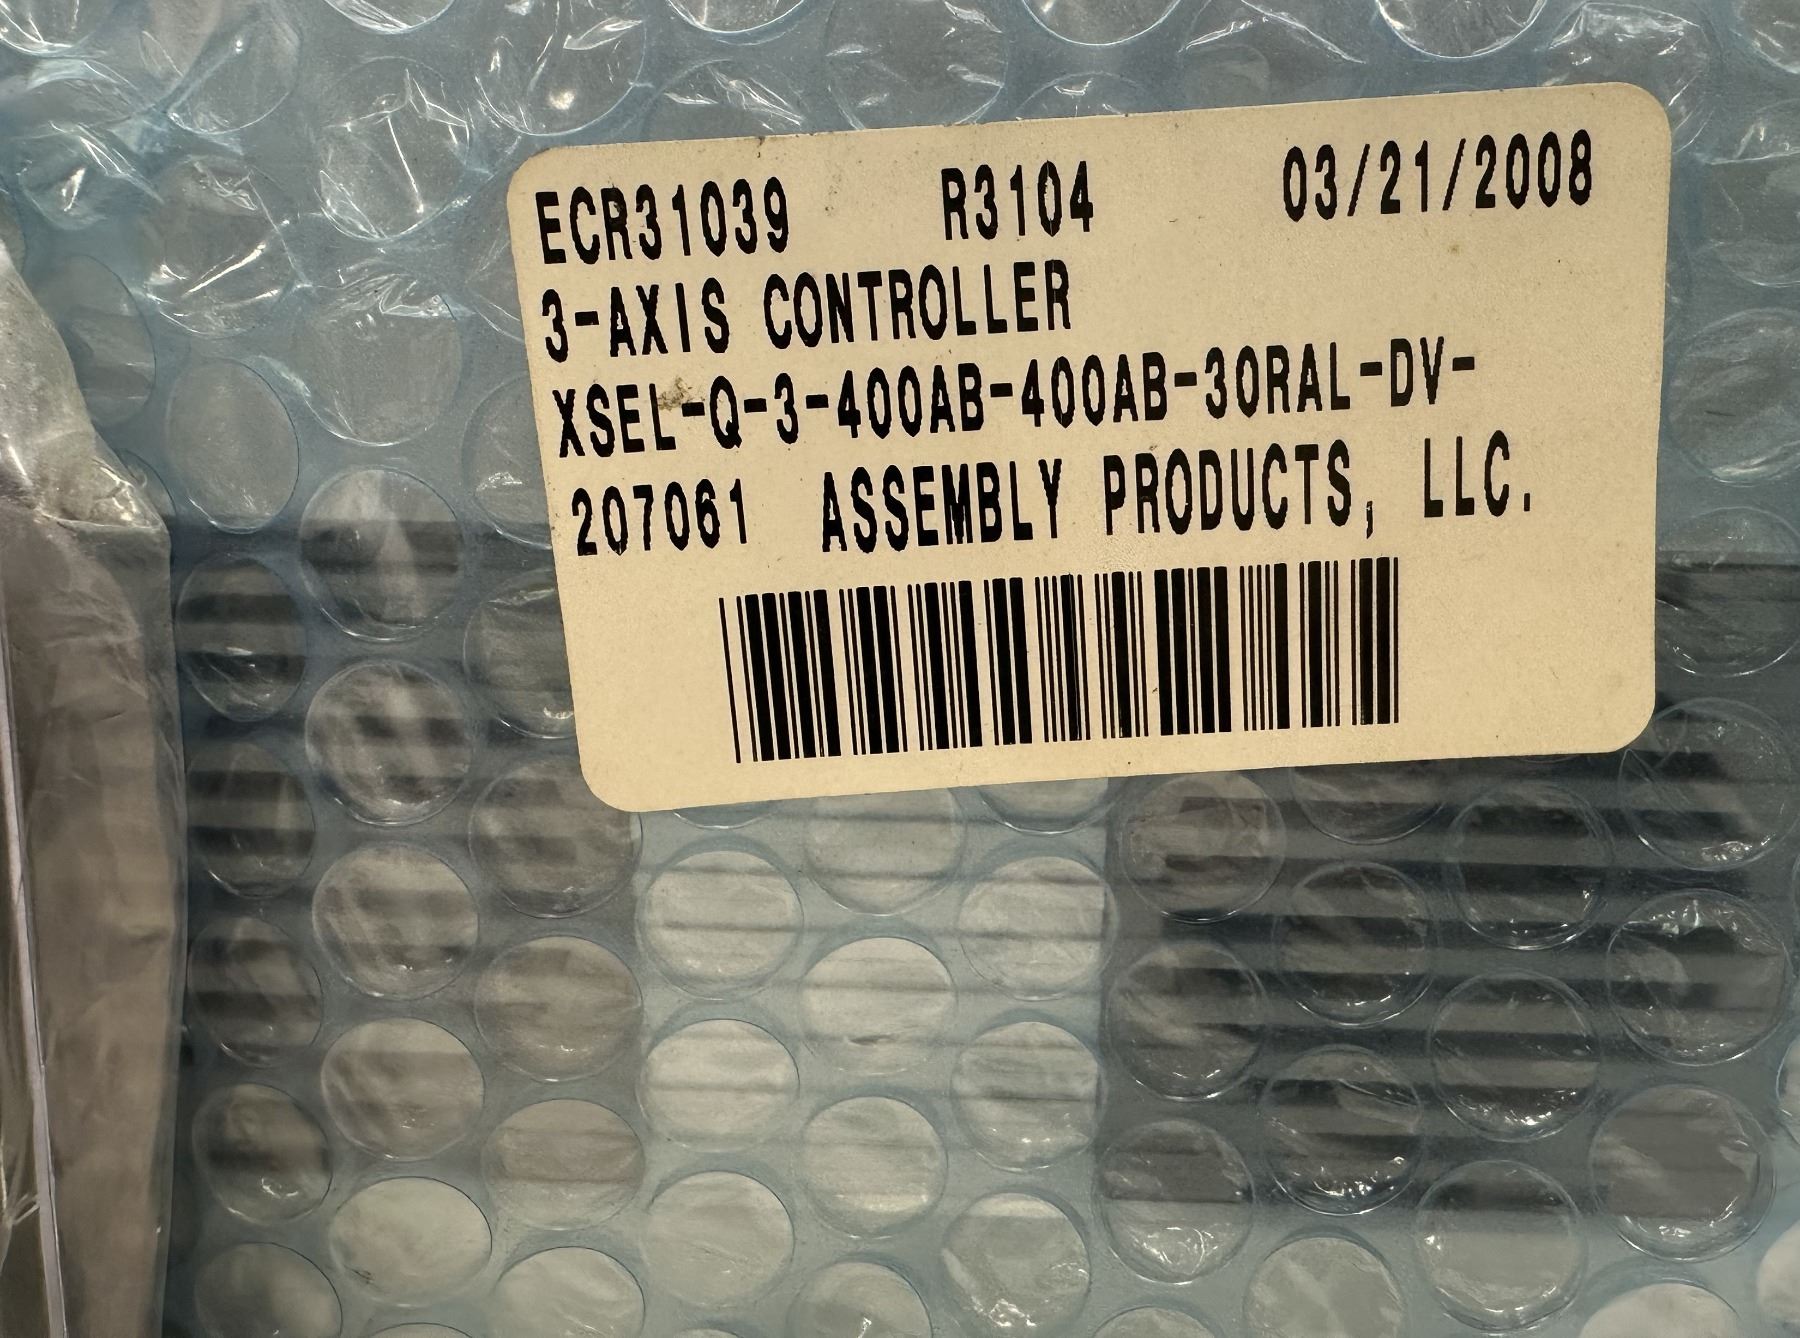 ECR31039 R3104 03/21/2008
3-AXIS CONTROLLER
XSEL-Q-3-400AB-400AB-30RAL-DV-
207061 ASSEMBLY PRODUCTS, LLC.